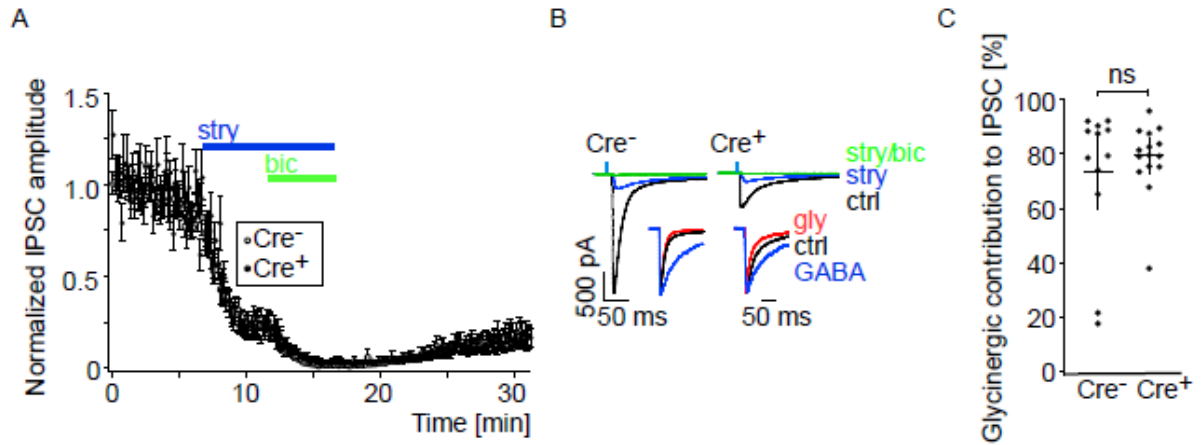 A
Normalized IPSC amplitude
1.5
1.0
0.5
0
stry
bic
Cre-
Cre+
0
10
20
30
Time [min]
B
Cre-
Cre+
stry/bic
stry
ctrl
gly
ctrl
GABA
500 pA
50 ms
50 ms
C
Glycinergic contribution to IPSC [%]
ns
100
80
60
40
20
0
Cre-
Cre+